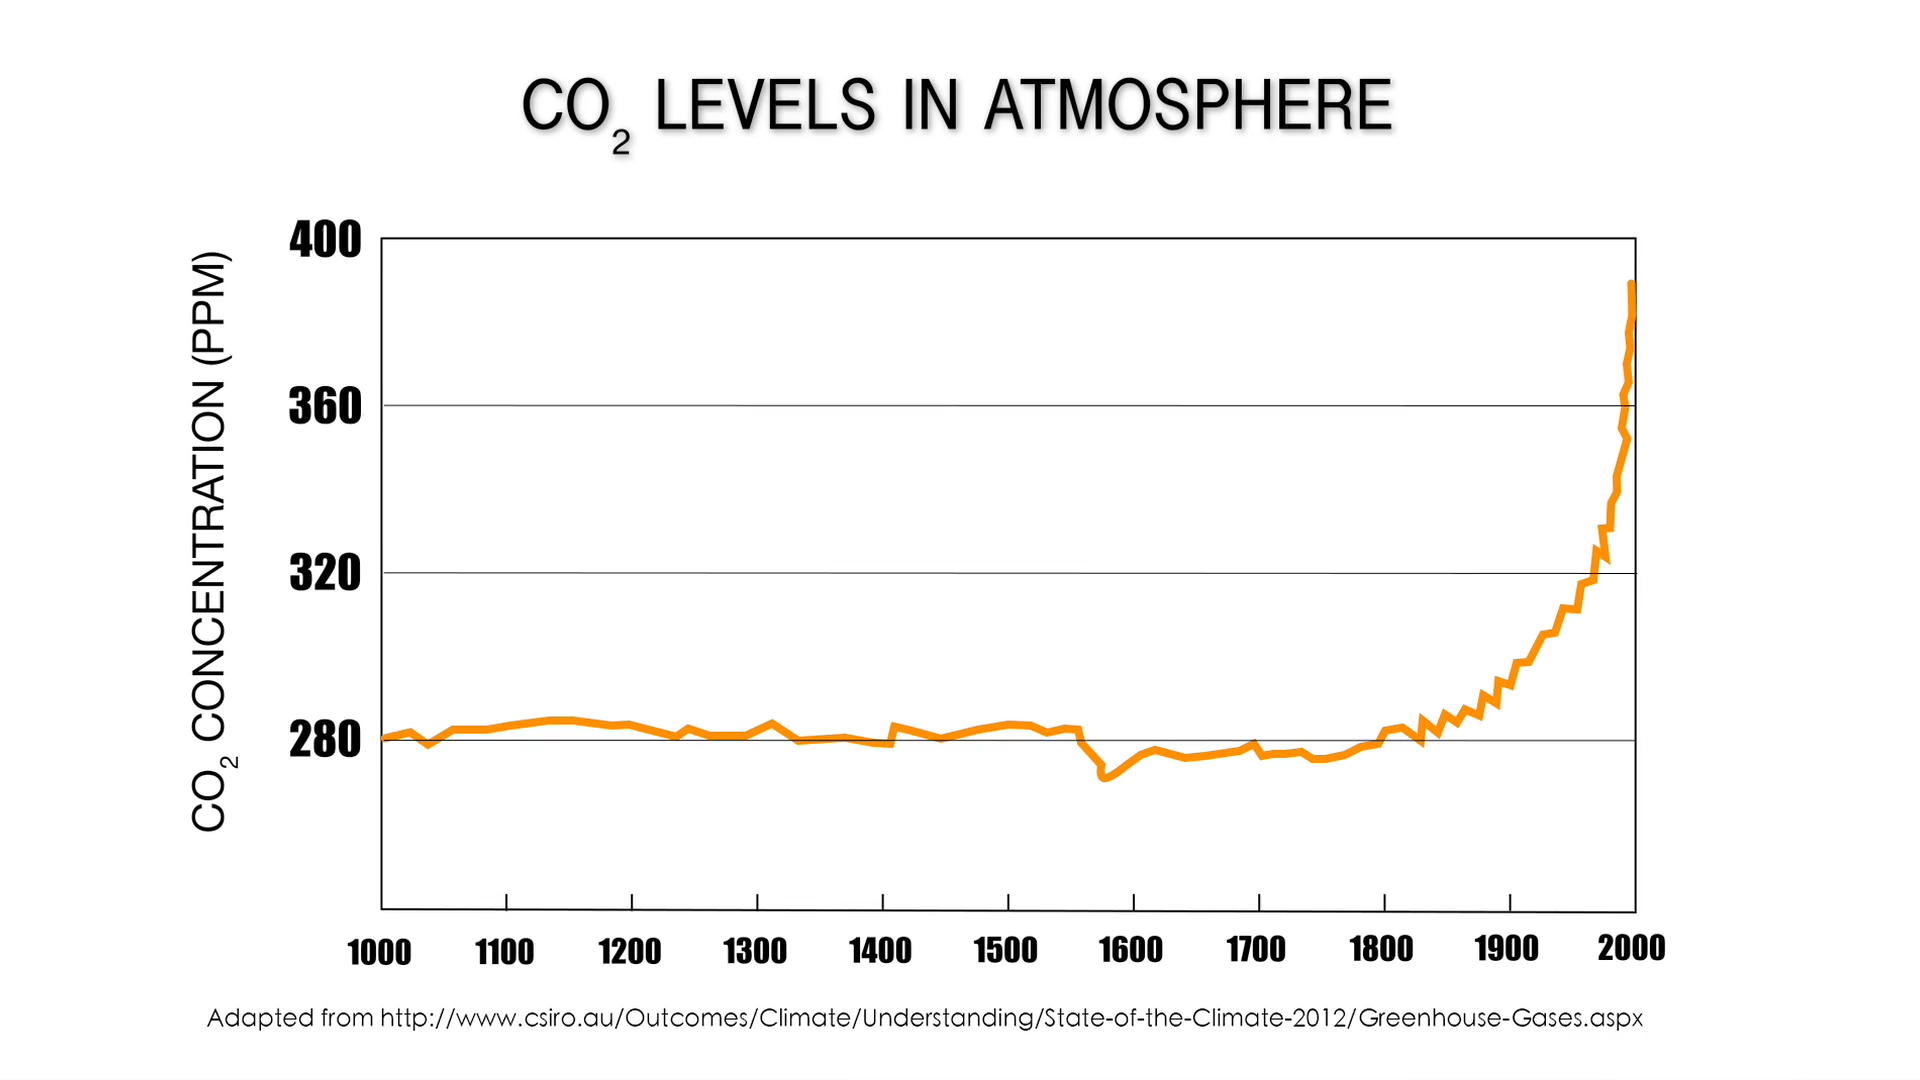 CO₂ LEVELS IN ATMOSPHERE
CO₂ CONCENTRATION (PPM)
400
360
320
280
1000 1100 1200 1300 1400 1500 1600 1700 1800 1900 2000
Adapted from http://www.csiro.au/Outcomes/Climate/Understanding/State-of-the-Climate-2012/Greenhouse-Gases.aspx